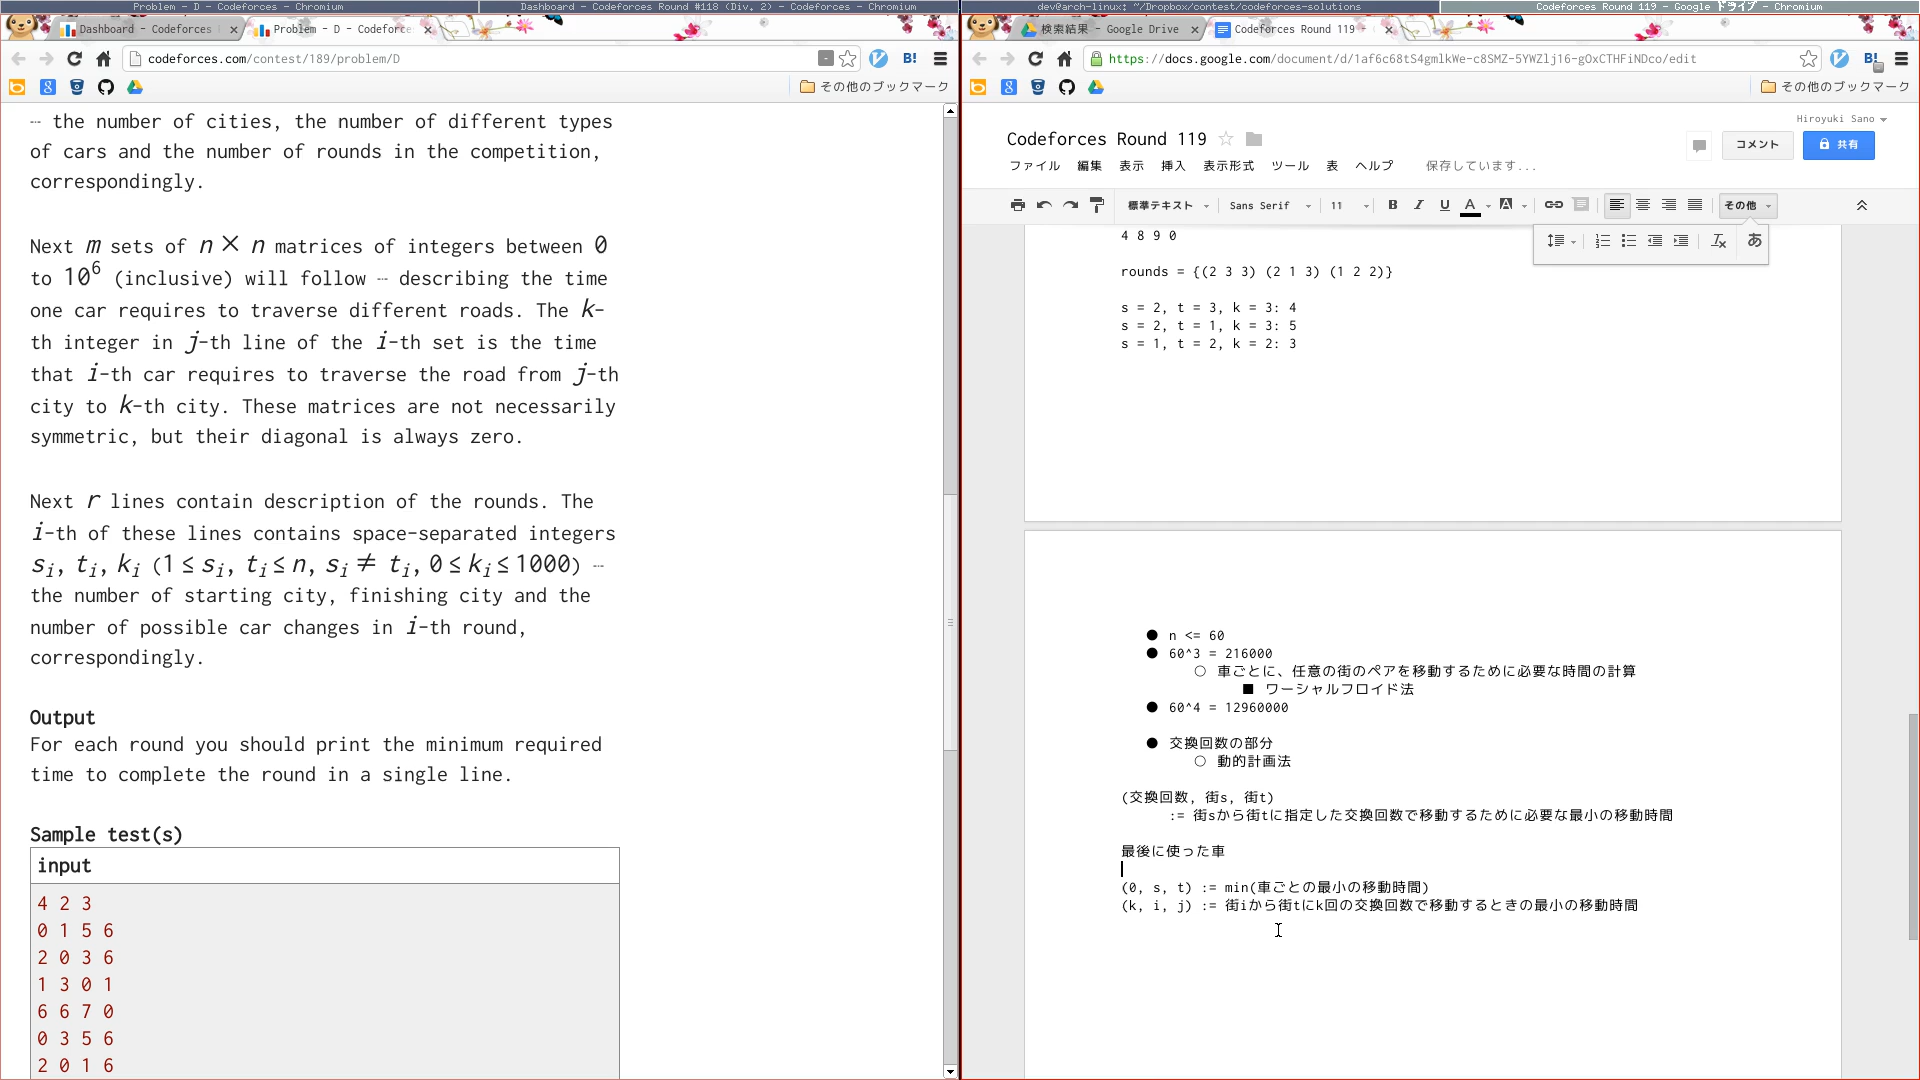 Problem - D - Codeforces - Chromium
Dashboard - Codeforces Round #118 (Div. 2) - Codeforces - Chromium
dev@arch-linux: ~/Dropbox/contest/codeforces-solutions
Codeforces Round 119 - Google ドライブ - Chromium
Dashboard - Codeforces
Problem - D - Codeforce
codeforces.com/contest/189/problem/D
その他のブックマーク
-- the number of cities, the number of different types
of cars and the number of rounds in the competition,
correspondingly.
Next m sets of n × n matrices of integers between 0
to 10^6 (inclusive) will follow -- describing the time
one car requires to traverse different roads. The k-
th integer in j-th line of the i-th set is the time
that i-th car requires to traverse the road from j-th
city to k-th city. These matrices are not necessarily
symmetric, but their diagonal is always zero.
Next r lines contain description of the rounds. The
i-th of these lines contains space-separated integers
si, ti, ki (1 ≤ si, ti ≤ n, si ≠ ti, 0 ≤ ki ≤ 1000) --
the number of starting city, finishing city and the
number of possible car changes in i-th round,
correspondingly.
Output
For each round you should print the minimum required
time to complete the round in a single line.
Sample test(s)
input
4 2 3
0 1 5 6
2 0 3 6
1 3 0 1
6 6 7 0
0 3 5 6
2 0 1 6
検索結果 - Google Drive
Codeforces Round 119 -
https://docs.google.com/document/d/1af6c68tS4gmlkWe-c8SMZ-5YWZlj16-gOxCTHFiNDco/edit
その他のブックマーク
Hiroyuki Sano
Codeforces Round 119
コメント
共有
ファイル 編集 表示 挿入 表示形式 ツール 表 ヘルプ 保存しています...
標準テキスト Sans Serif 11 B I U A A その他
あ
4 8 9 0
rounds = {(2 3 3) (2 1 3) (1 2 2)}
s = 2, t = 3, k = 3: 4
s = 2, t = 1, k = 3: 5
s = 1, t = 2, k = 2: 3
● n <= 60
● 60^3 = 216000
○ 車ごとに、任意の街のペアを移動するために必要な時間の計算
■ ワーシャルフロイド法
● 60^4 = 12960000
● 交換回数の部分
○ 動的計画法
(交換回数, 街s, 街t)
:= 街sから街tに指定した交換回数で移動するために必要な最小の移動時間
最後に使った車
(0, s, t) := min(車ごとの最小の移動時間)
(k, i, j) := 街iから街tにk回の交換回数で移動するときの最小の移動時間